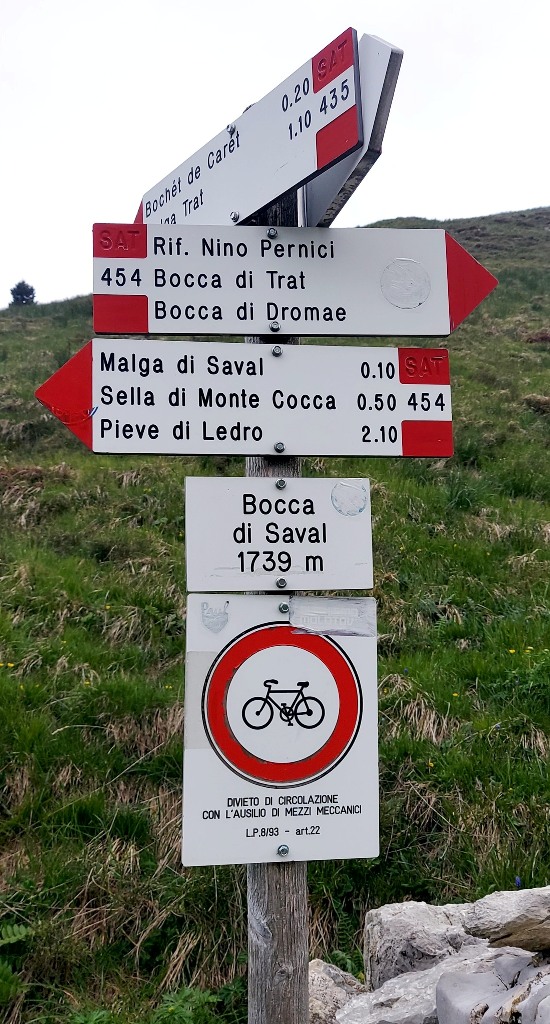 SAT
Bochét de Carét 0.20
Trat 1.10 435
SAT Rif. Nino Pernici
454 Bocca di Trat
Bocca di Dromae
Malga di Saval 0.10 SAT
Sella di Monte Cocca 0.50 454
Pieve di Ledro 2.10
Bocca
di Saval
1739 m
DIVIETO DI CIRCOLAZIONE
CON L'AUSILIO DI MEZZI MECCANICI
L.P.8/93 - art.22